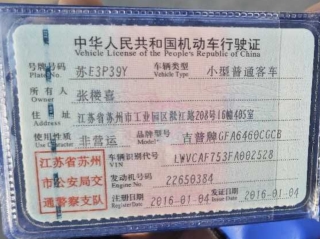 中华人民共和国机动车行驶证
Vehicle License of the People's Republic of China
号牌号码 苏E3P39Y 车辆类型 小型普通客车
Plate No. Vehicle Type
所有人 张楼嘉
Owner
住址 江苏省苏州市工业园区淞江路208号16幢405室
Address
使用性质 非营运 品牌型号 吉普牌GFA6460CGCB
Use Character Model
江苏省苏州
市公安局交
通警察支队
车辆识别代号 LWVCAF753FA002528
VIN
发动机号码 22650384
Engine No.
注册日期 2016-01-04 发证日期 2016-01-04
Register Date Issue Date